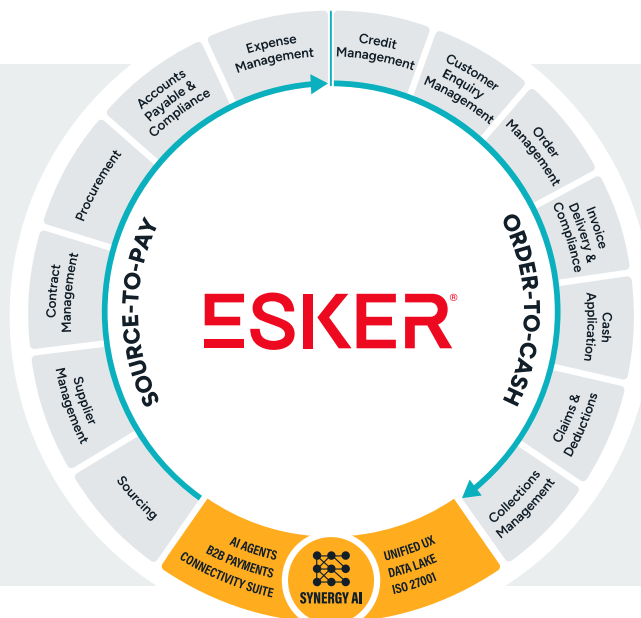 Expense
Management
Credit
Management
Customer
Enquiry
Management
Order
Management
Invoice
Delivery &
Compliance
Cash
Application
Claims &
Deductions
Collections
Management
Accounts
Payable &
Compliance
Procurement
Contract
Management
Supplier
Management
Sourcing
SOURCE-TO-PAY
ORDER-TO-CASH
ESKER®
AI AGENTS
B2B PAYMENTS
CONNECTIVITY SUITE
SYNERGY AI
UNIFIED UX
DATA LAKE
ISO 27001